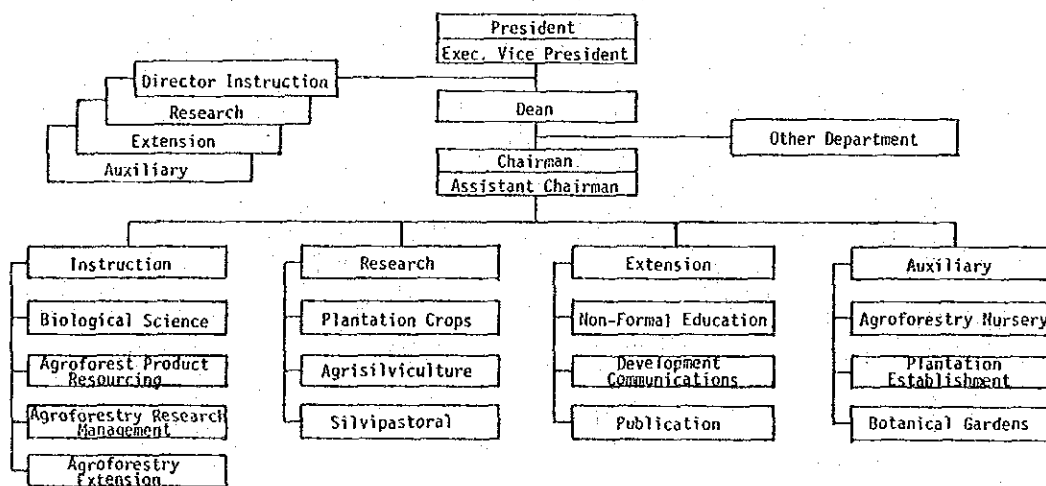 President
Exec. Vice President
Director Instruction
Research
Extension
Auxiliary
Dean
Other Department
Chairman
Assistant Chairman
Instruction
Research
Extension
Auxiliary
Biological Science
Plantation Crops
Non-Formal Education
Agroforestry Nursery
Agroforest Product
Resourcing
Agrisilviculture
Development
Communications
Plantation
Establishment
Agroforestry Research
Management
Silvipastoral
Publication
Botanical Gardens
Agroforestry
Extension